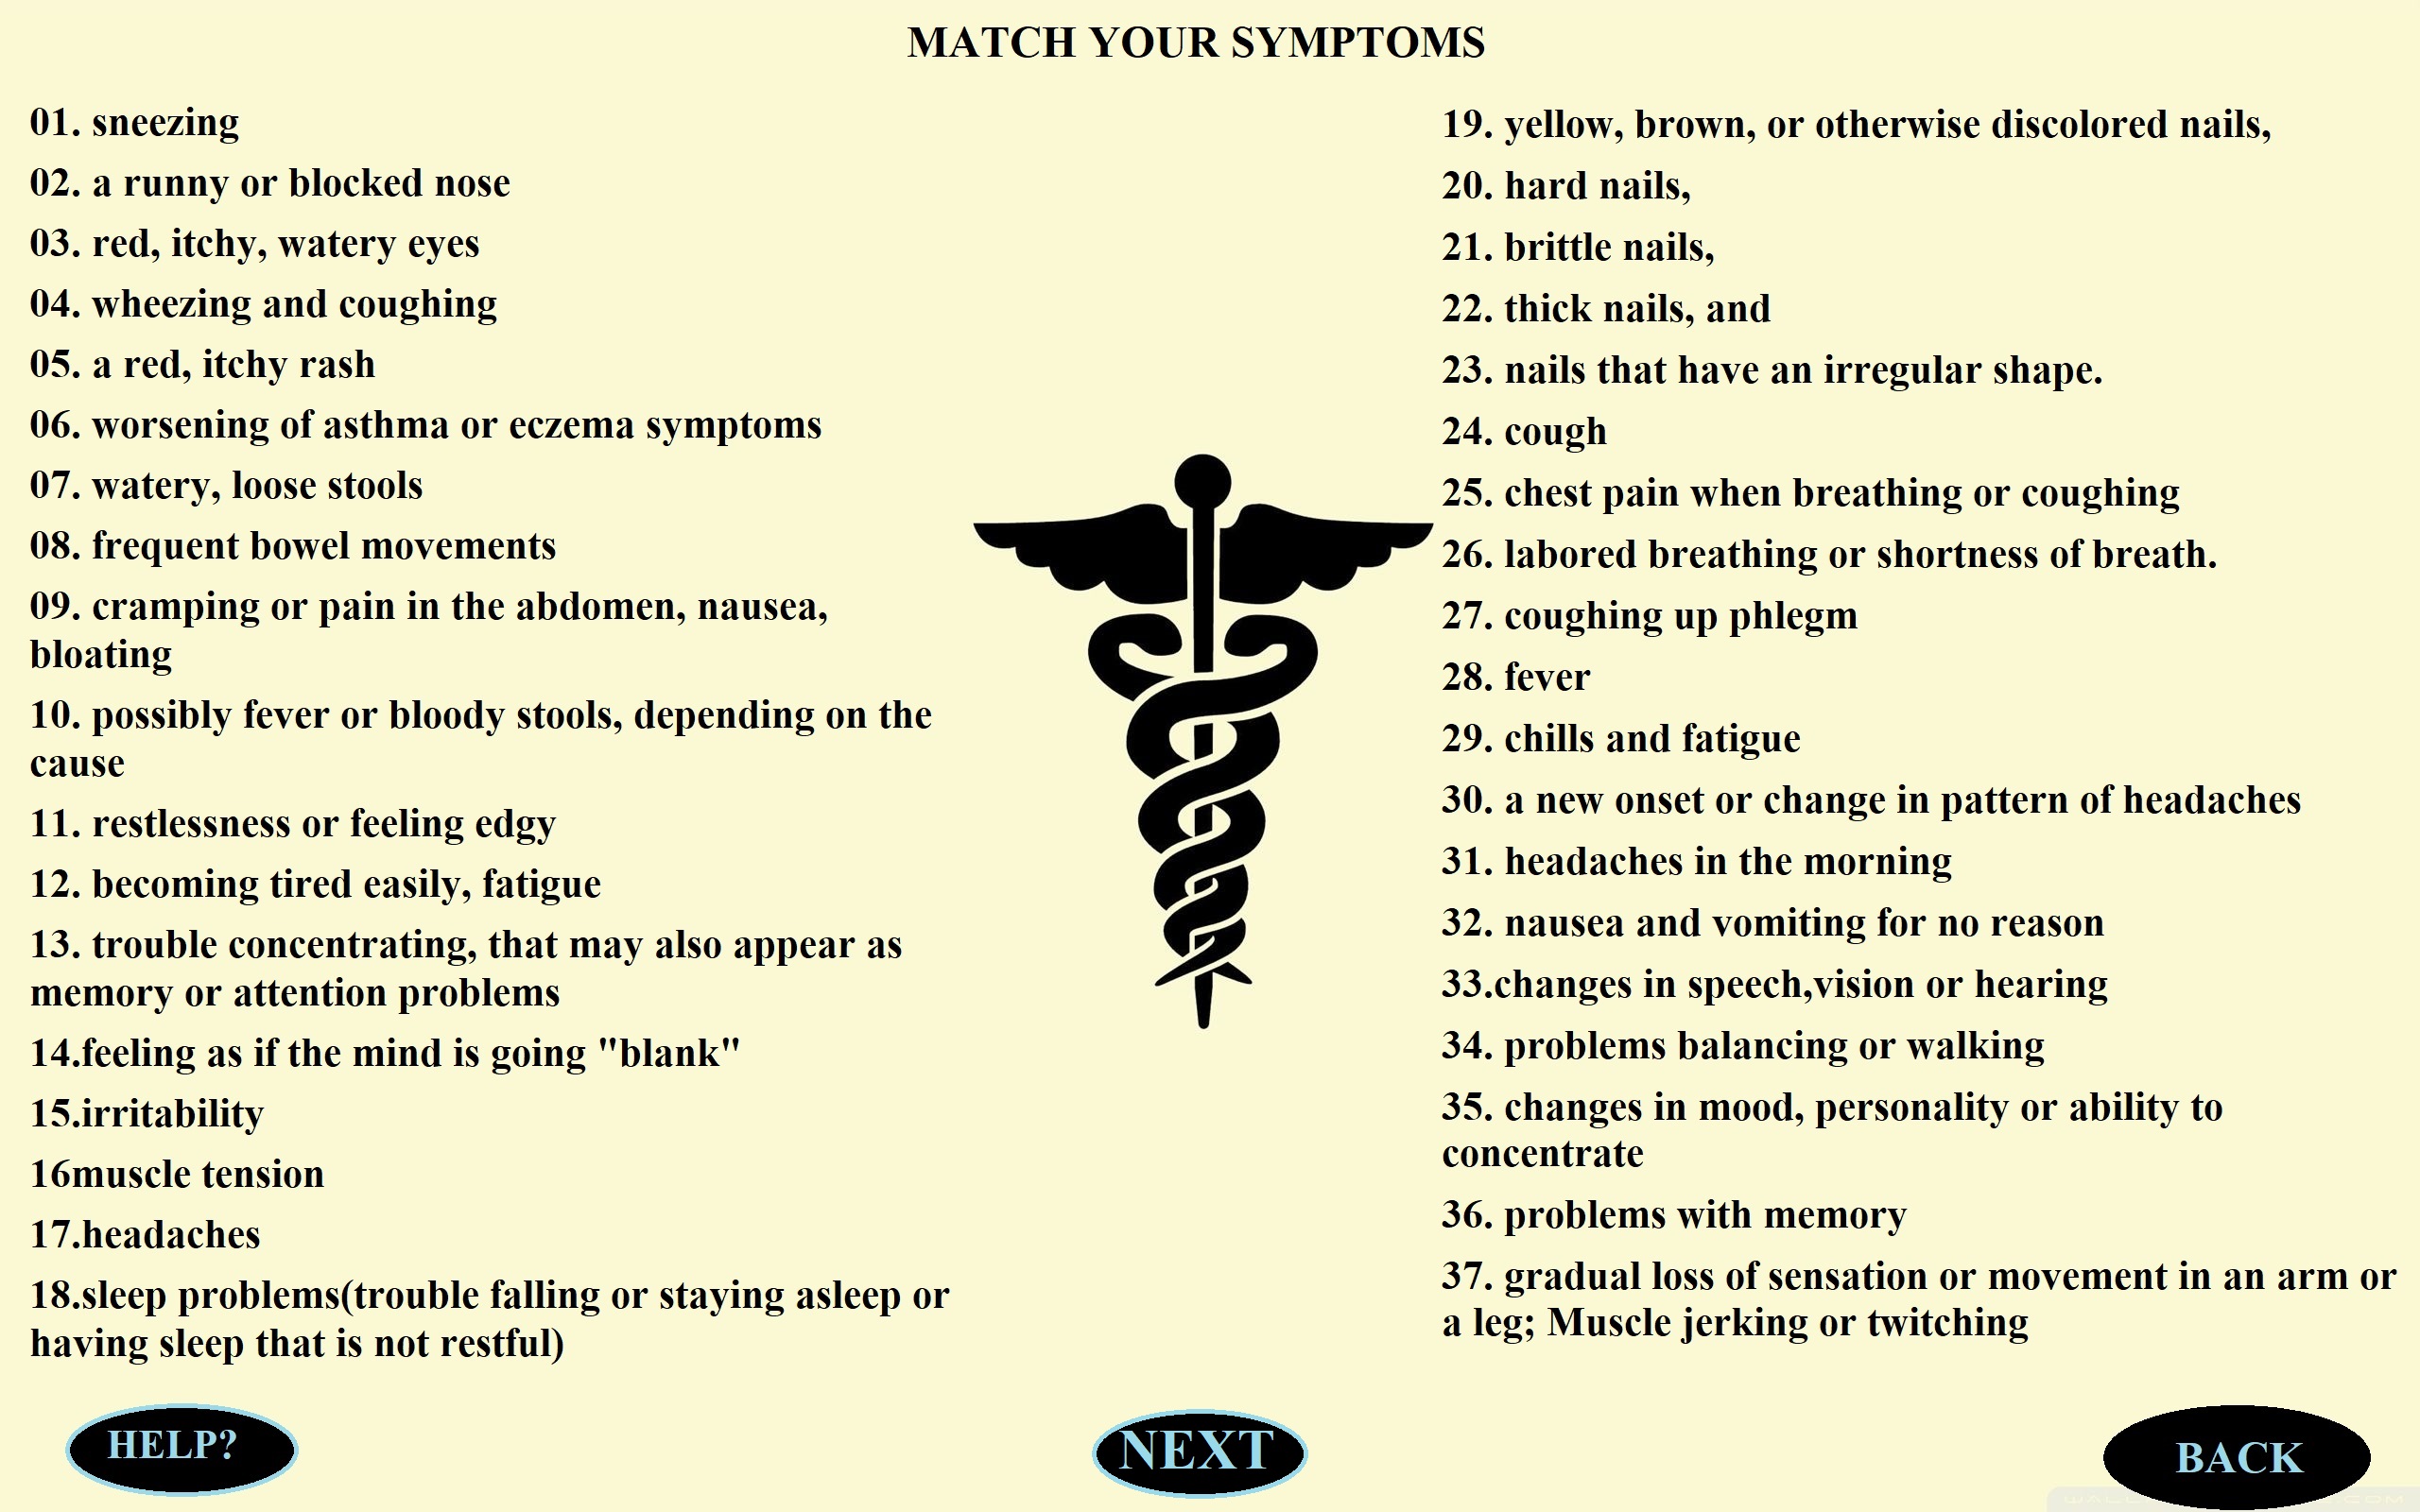 MATCH YOUR SYMPTOMS
01. sneezing
02. a runny or blocked nose
03. red, itchy, watery eyes
04. wheezing and coughing
05. a red, itchy rash
06. worsening of asthma or eczema symptoms
07. watery, loose stools
08. frequent bowel movements
09. cramping or pain in the abdomen, nausea,
bloating
10. possibly fever or bloody stools, depending on the
cause
11. restlessness or feeling edgy
12. becoming tired easily, fatigue
13. trouble concentrating, that may also appear as
memory or attention problems
14.feeling as if the mind is going "blank"
15.irritability
16muscle tension
17.headaches
18.sleep problems(trouble falling or staying asleep or
having sleep that is not restful)
19. yellow, brown, or otherwise discolored nails,
20. hard nails,
21. brittle nails,
22. thick nails, and
23. nails that have an irregular shape.
24. cough
25. chest pain when breathing or coughing
26. labored breathing or shortness of breath.
27. coughing up phlegm
28. fever
29. chills and fatigue
30. a new onset or change in pattern of headaches
31. headaches in the morning
32. nausea and vomiting for no reason
33.changes in speech,vision or hearing
34. problems balancing or walking
35. changes in mood, personality or ability to
concentrate
36. problems with memory
37. gradual loss of sensation or movement in an arm or
a leg; Muscle jerking or twitching
HELP?
NEXT
BACK